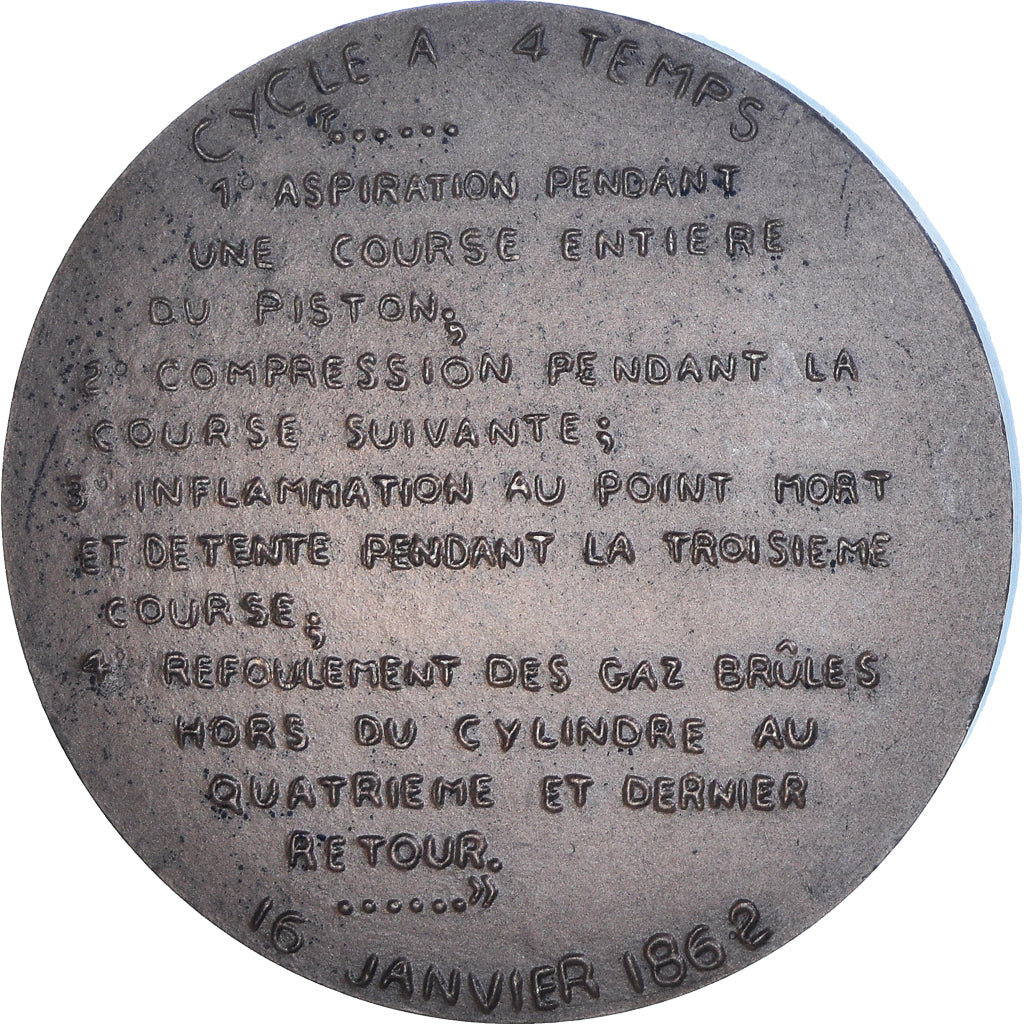 CYCLE A 4 TEMPS
«......
1° ASPIRATION PENDANT
UNE COURSE ENTIERE
DU PISTON;
2° COMPRESSION PENDANT LA
COURSE SUIVANTE;
3° INFLAMMATION AU POINT MORT
ET DETENTE PENDANT LA TROISIEME
COURSE;
4° REFOULEMENT DES GAZ BRÛLES
HORS DU CYLINDRE AU
QUATRIEME ET DERNIER
RETOUR.
......»
16 JANVIER 1862